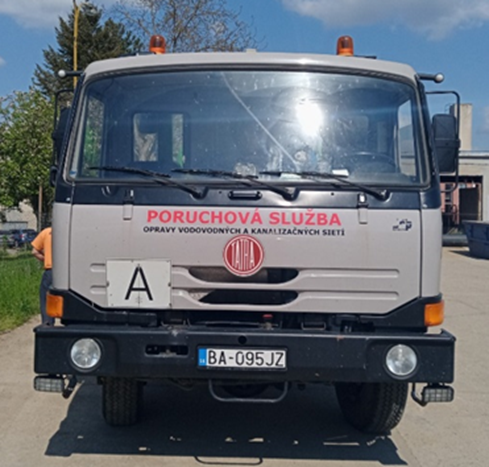 PORUCHOVÁ SLUŽBA
OPRAVY VODOVODNÝCH A KANALIZAČNÝCH SIETÍ
TATRA
A
BA-095JZ